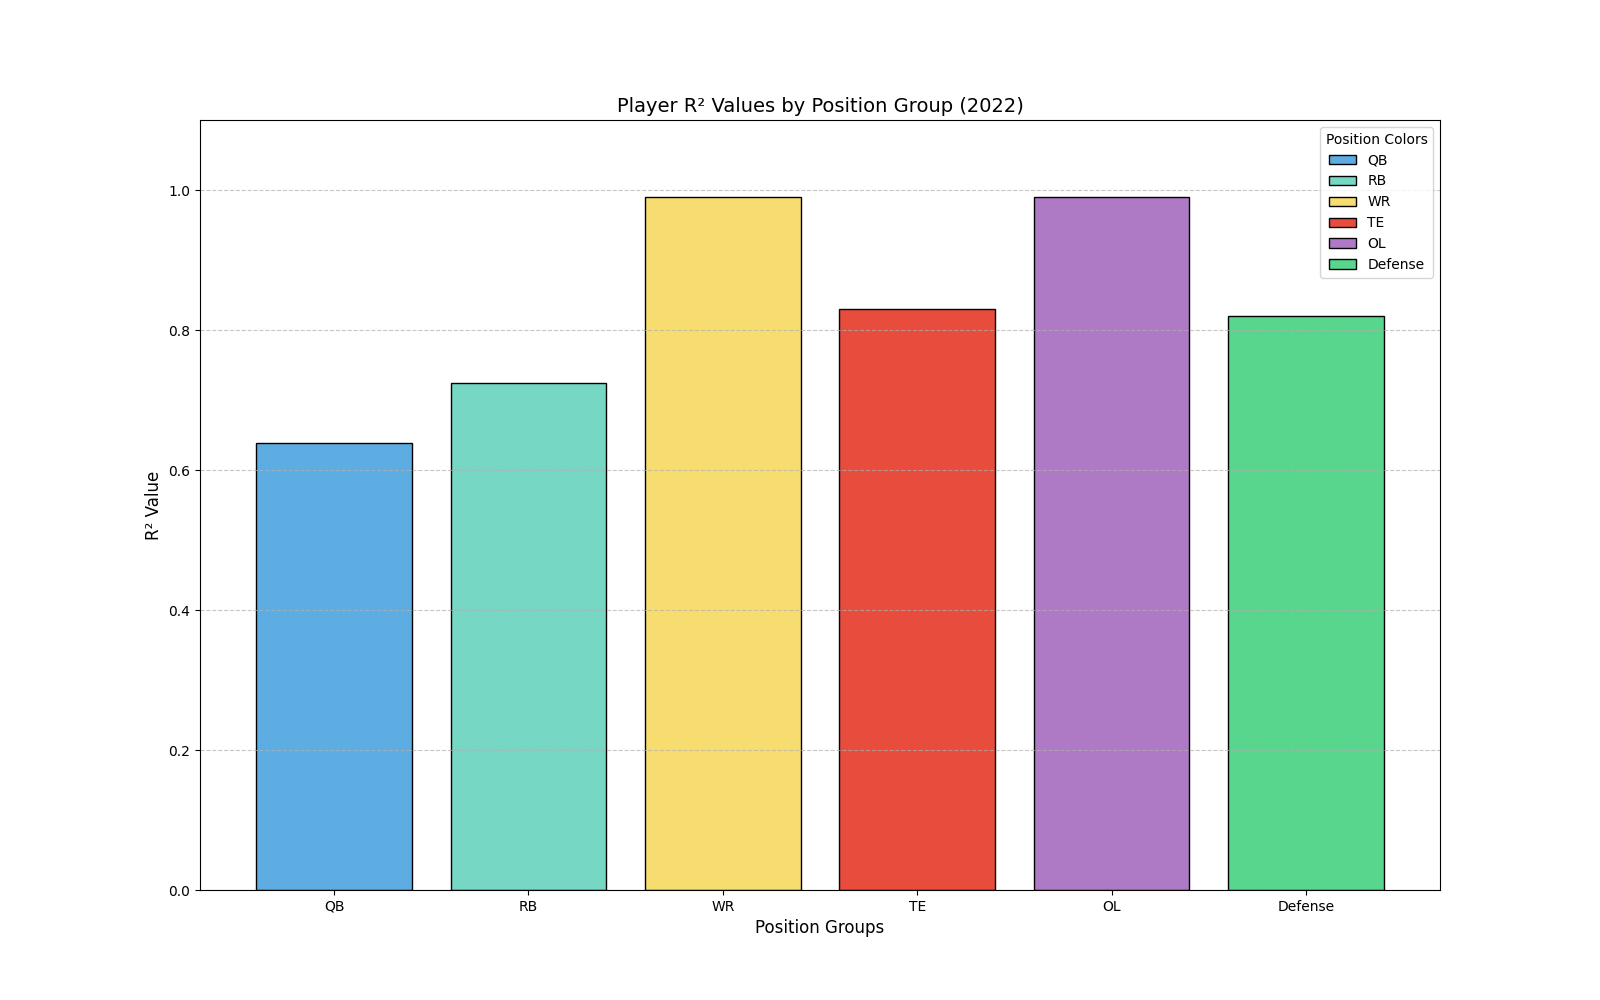 Player R² Values by Position Group (2022)
Position Colors
QB
RB
WR
TE
OL
Defense
1.0
0.8
0.6
0.4
0.2
0.0
R² Value
QB
RB
WR
TE
OL
Defense
Position Groups